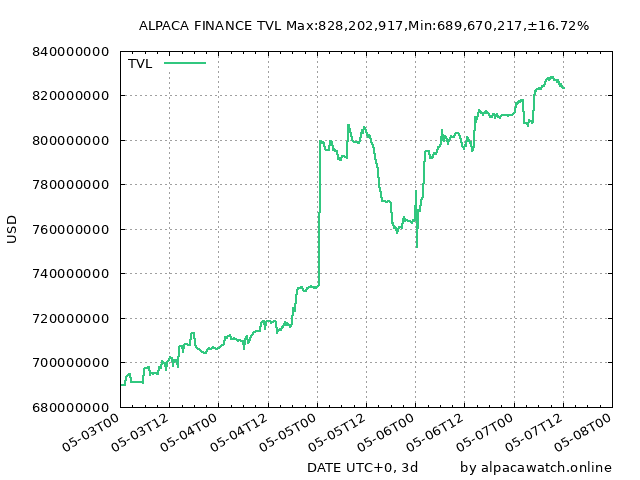 ALPACA FINANCE TVL Max:828,202,917,Min:689,670,217,±16.72%
TVL
840000000
820000000
800000000
780000000
760000000
740000000
720000000
700000000
680000000
USD
05-03T00
05-03T12
05-04T00
05-04T12
05-05T00
05-05T12
05-06T00
05-06T12
05-07T00
05-07T12
05-08T00
DATE UTC+0, 3d
by alpacawatch.online